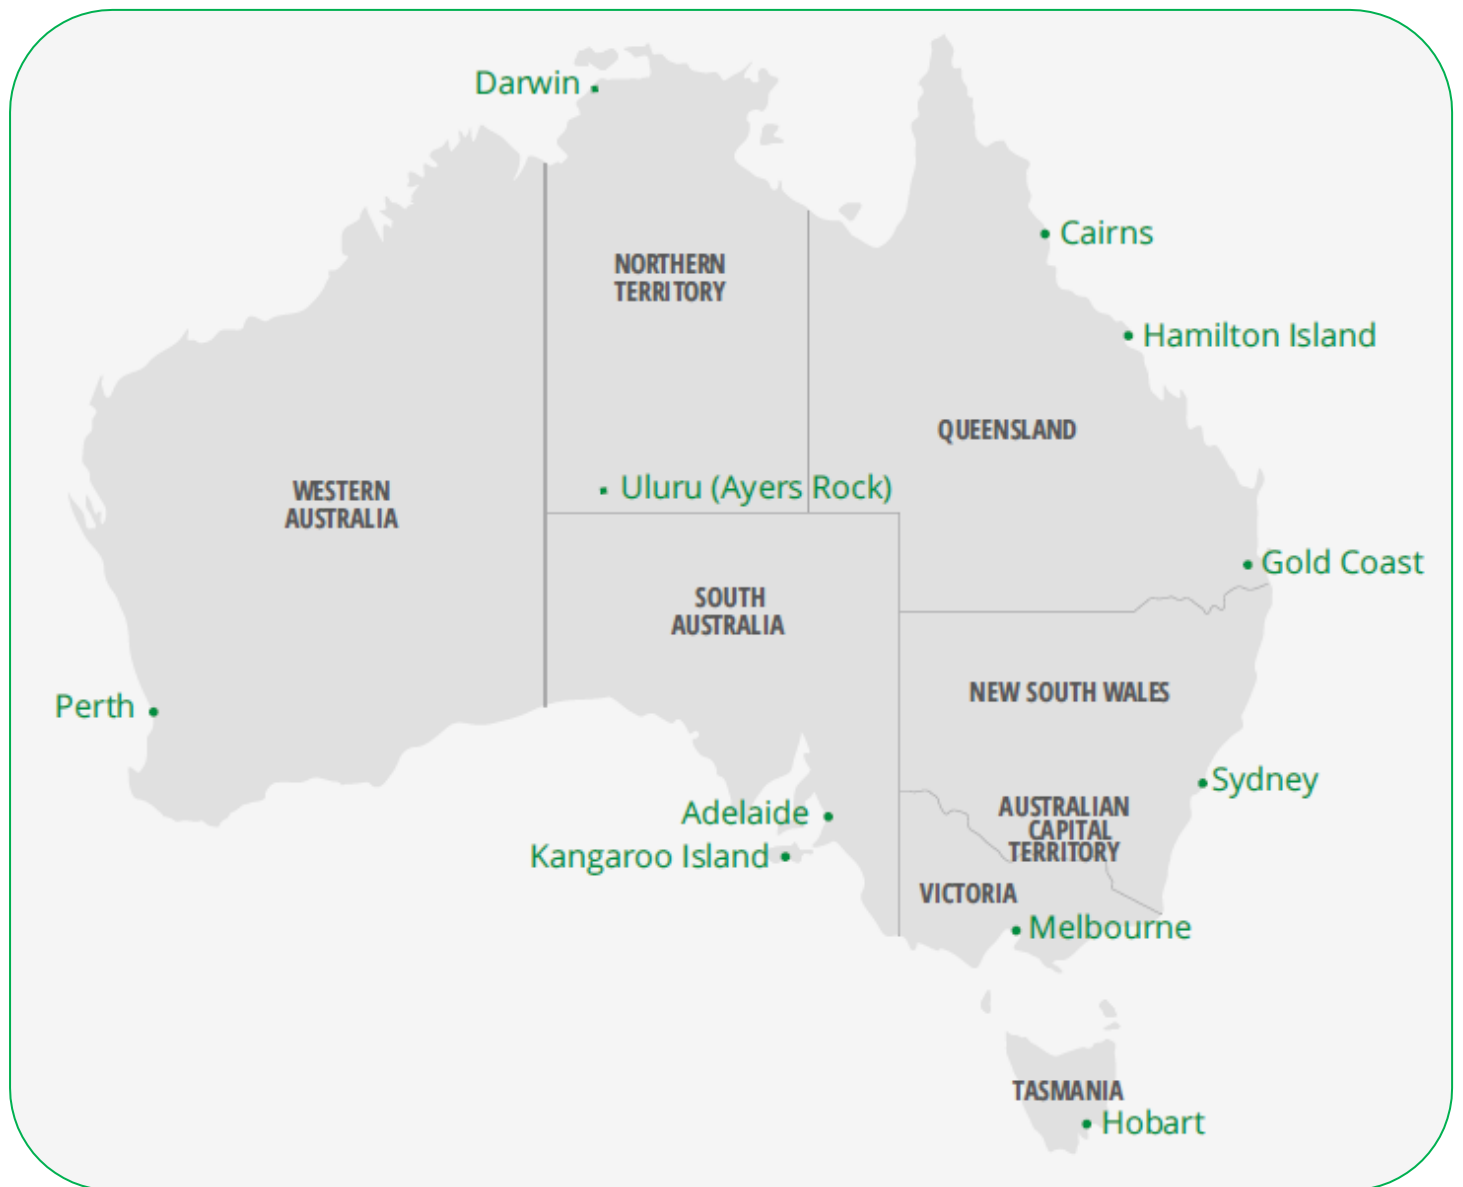 Darwin
Cairns
NORTHERN
TERRITORY
Hamilton Island
QUEENSLAND
Uluru (Ayers Rock)
WESTERN
AUSTRALIA
Gold Coast
SOUTH
AUSTRALIA
NEW SOUTH WALES
Perth
Sydney
AUSTRALIAN
CAPITAL
TERRITORY
Adelaide
Kangaroo Island
VICTORIA
Melbourne
TASMANIA
Hobart